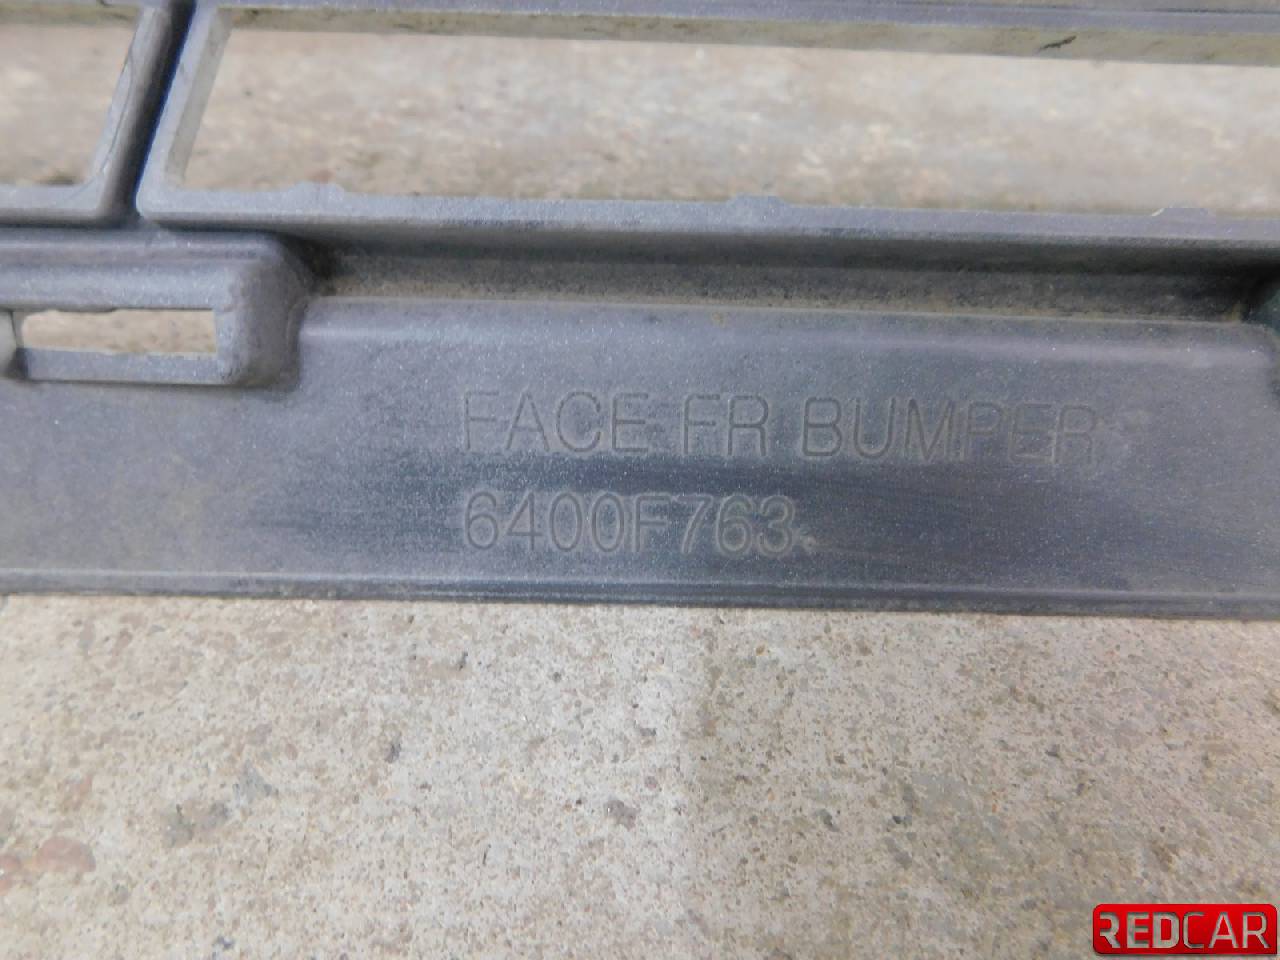 FACE FR BUMPER
6400F763
REDCAR